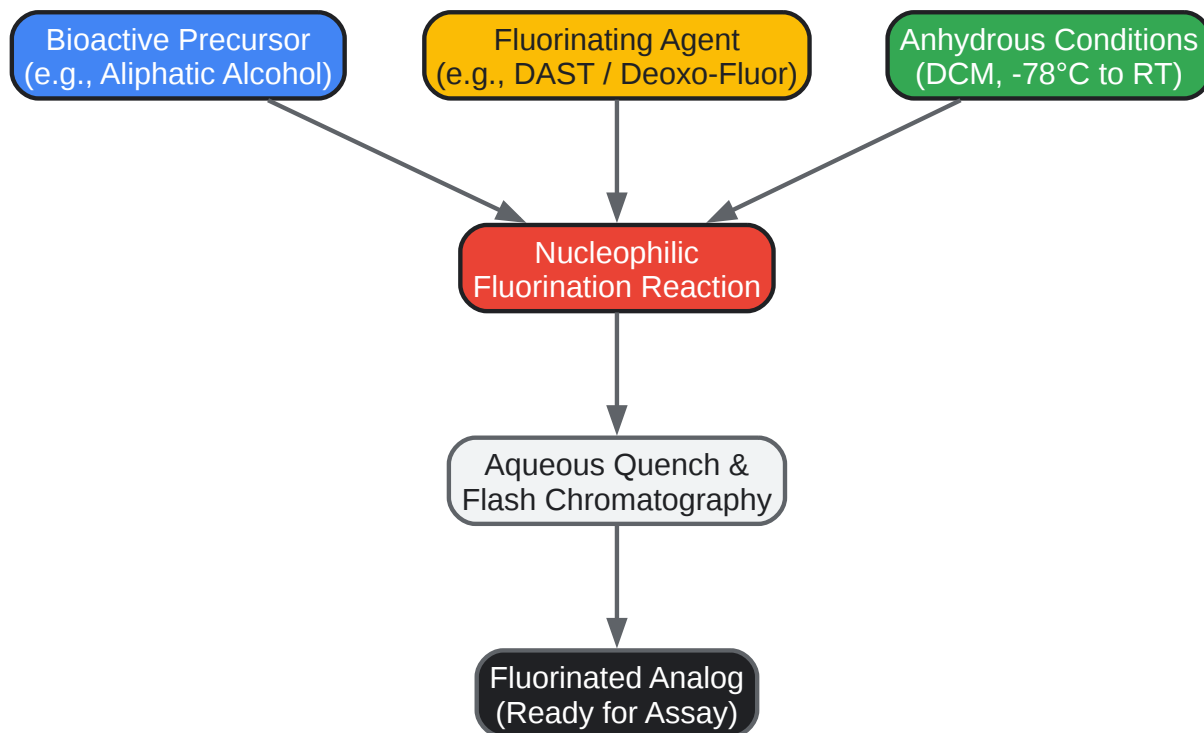 Bioactive Precursor
(e.g., Aliphatic Alcohol)
Fluorinating Agent
(e.g., DAST / Deoxo-Fluor)
Anhydrous Conditions
(DCM, -78°C to RT)
Nucleophilic
Fluorination Reaction
Aqueous Quench &
Flash Chromatography
Fluorinated Analog
(Ready for Assay)